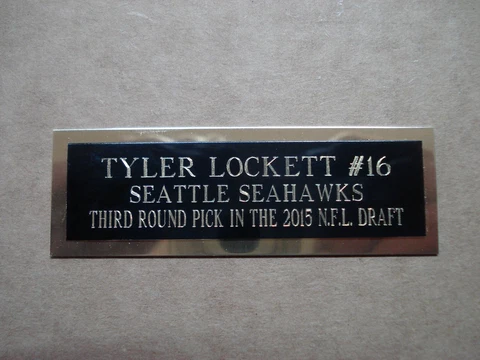 TYLER LOCKETT #16
SEATTLE SEAHAWKS
THIRD ROUND PICK IN THE 2015 N.F.L. DRAFT